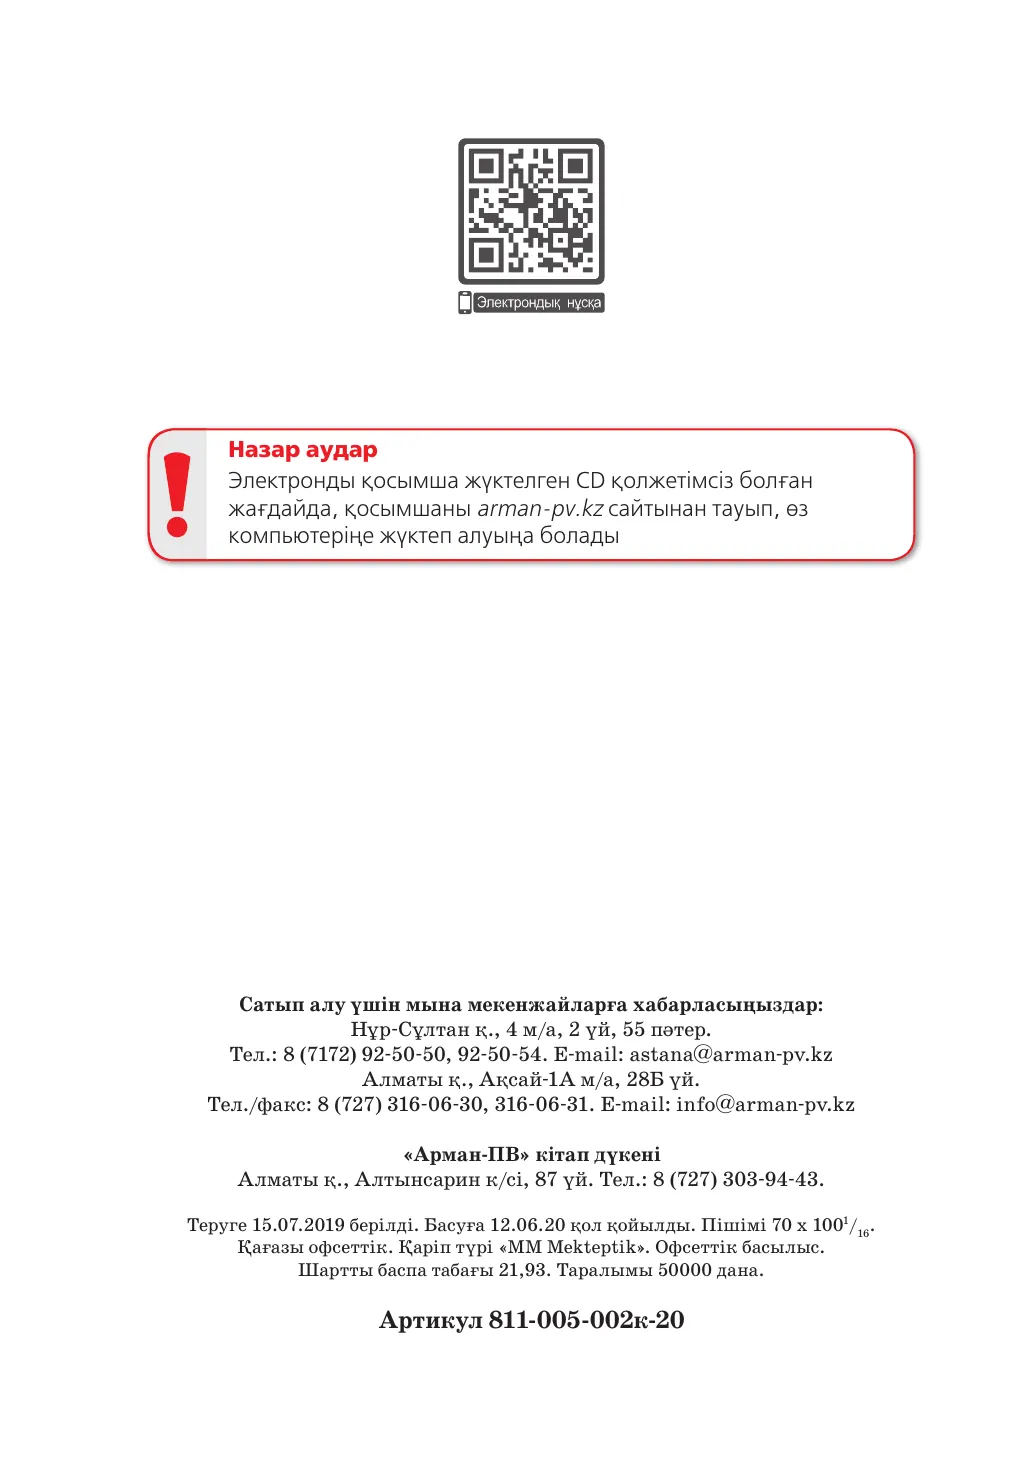 Электрондық нұсқа
Назар аудар
Электронды қосымша жүктелген CD қолжетімсіз болған
жағдайда, қосымшаны arman-pv.kz сайтынан тауып, өз
компьютеріңе жүктеп алуыңа болады
Сатып алу үшін мына мекенжайларға хабарласыңыздар:
Нұр-Сұлтан қ., 4 м/а, 2 үй, 55 пәтер.
Тел.: 8 (7172) 92-50-50, 92-50-54. E-mail: astana@arman-pv.kz
Алматы қ., Ақсай-1А м/а, 28Б үй.
Тел./факс: 8 (727) 316-06-30, 316-06-31. E-mail: info@arman-pv.kz
«Арман-ПВ» кітап дүкені
Алматы қ., Алтынсарин к/сі, 87 үй. Тел.: 8 (727) 303-94-43.
Теруге 15.07.2019 берілді. Басуға 12.06.20 қол қойылды. Пішімі 70 x 100¹/₁₆.
Қағазы офсеттік. Қаріп түрі «MM Mekteptik». Офсеттік басылыс.
Шартты баспа табағы 21,93. Таралымы 50000 дана.
Артикул 811-005-002к-20